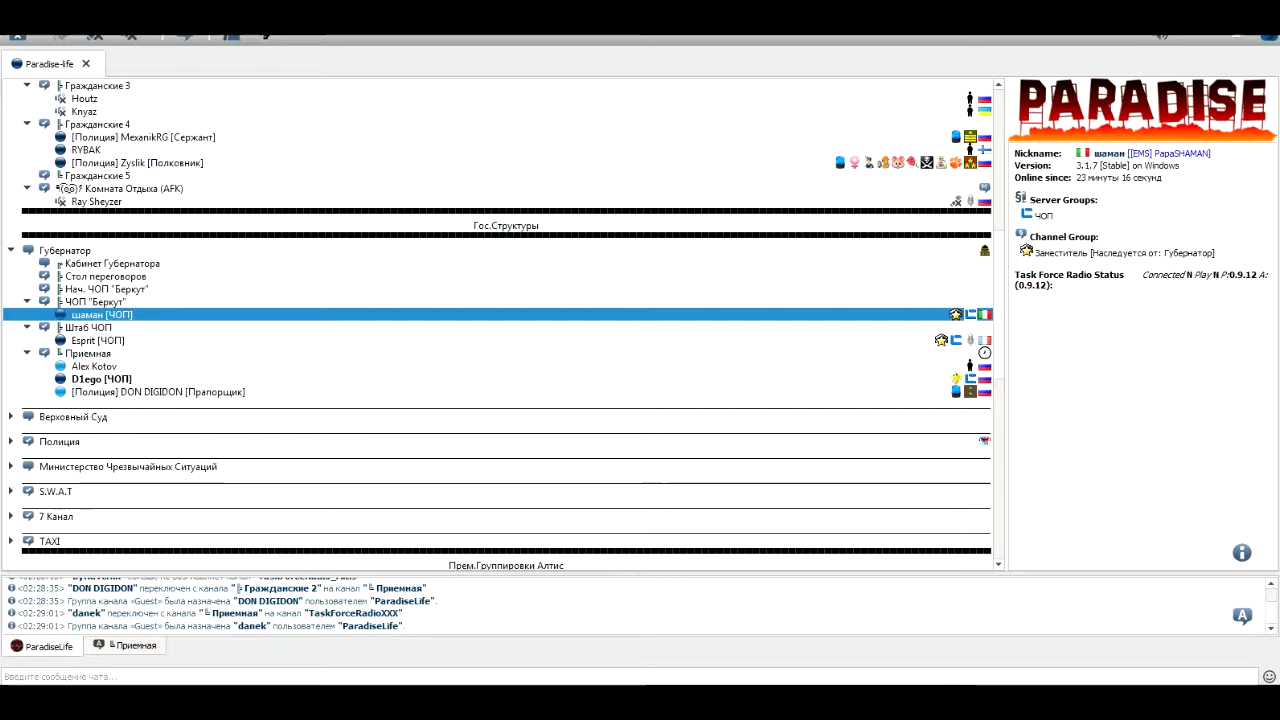 Paradise-life
Гражданские 3
Houtz
Knyaz
Гражданские 4
[Полиция] MexanikRG [Сержант]
RYBAK
[Полиция] Zyslik [Полковник]
Гражданские 5
Комната Отдыха (AFK)
Ray Sheyzer
Гос.Структуры
Губернатор
╔ Кабинет Губернатора
╠ Стол переговоров
╠ Нач. ЧОП "Беркут"
╠ ЧОП "Беркут"
шаман [ЧОП]
╠ Штаб ЧОП
Esprit [ЧОП]
╚ Приемная
Alex Kotov
D1ego [ЧОП]
[Полиция] DON DIGIDON [Прапорщик]
Верховный Суд
Полиция
Министерство Чрезвычайных Ситуаций
S.W.A.T
7 Канал
TAXI
Прем.Группировки Алтис
PARADISE
Nickname: шаман [[EMS] PapaSHAMAN]
Version: 3.1.7 [Stable] on Windows
Online since: 23 минуты 16 секунд
Server Groups:
ЧОП
Channel Group:
Заместитель [Наследуется от: Губернатор]
Task Force Radio Status (0.9.12): Connected N Play N P:0.9.12 A:
<02:28:35> "DON DIGIDON" переключен с канала "╠ Гражданские 2" на канал "╚ Приемная"
<02:28:35> Группа канала «Guest» была назначена "DON DIGIDON" пользователем "ParadiseLife".
<02:29:01> "danek" переключен с канала "╚ Приемная" на канал "TaskForceRadioXXX"
<02:29:01> Группа канала «Guest» была назначена "danek" пользователем "ParadiseLife".
ParadiseLife
╚ Приемная
Введите сообщение чата...